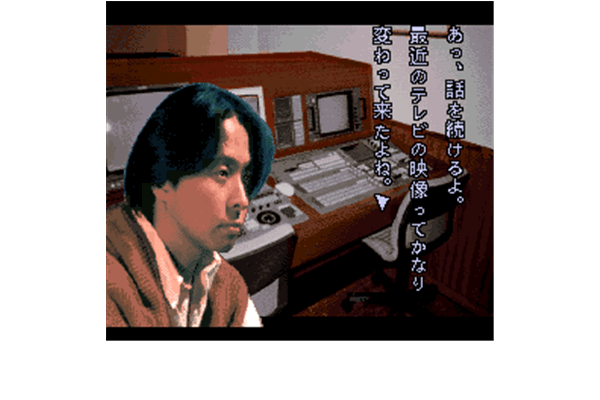 あっ、話を続けるよ。
最近のテレビの映像ってかなり
変わって来たよね。▼